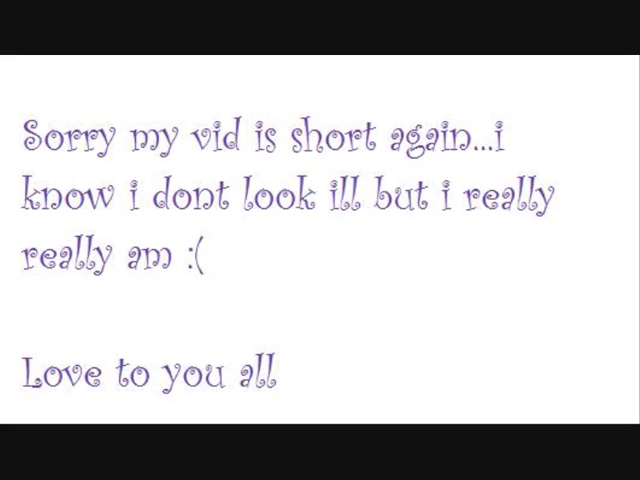 Sorry my vid is short again...i
know i dont look ill but i really
really am :(
Love to you all